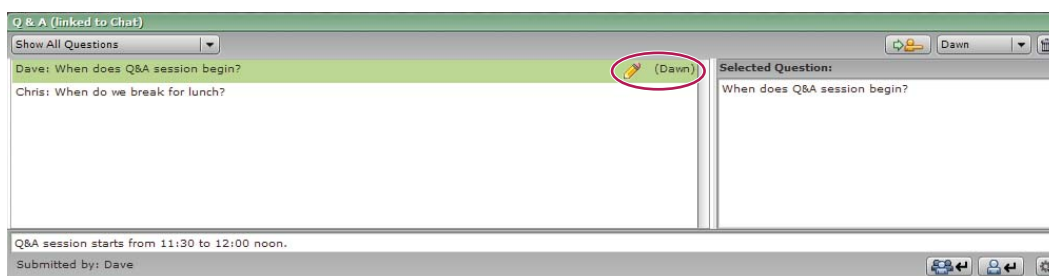 Q & A (linked to Chat)
Show All Questions
Dawn
Dave: When does Q&A session begin?
(Dawn)
Selected Question:
Chris: When do we break for lunch?
When does Q&A session begin?
Q&A session starts from 11:30 to 12:00 noon.
Submitted by: Dave